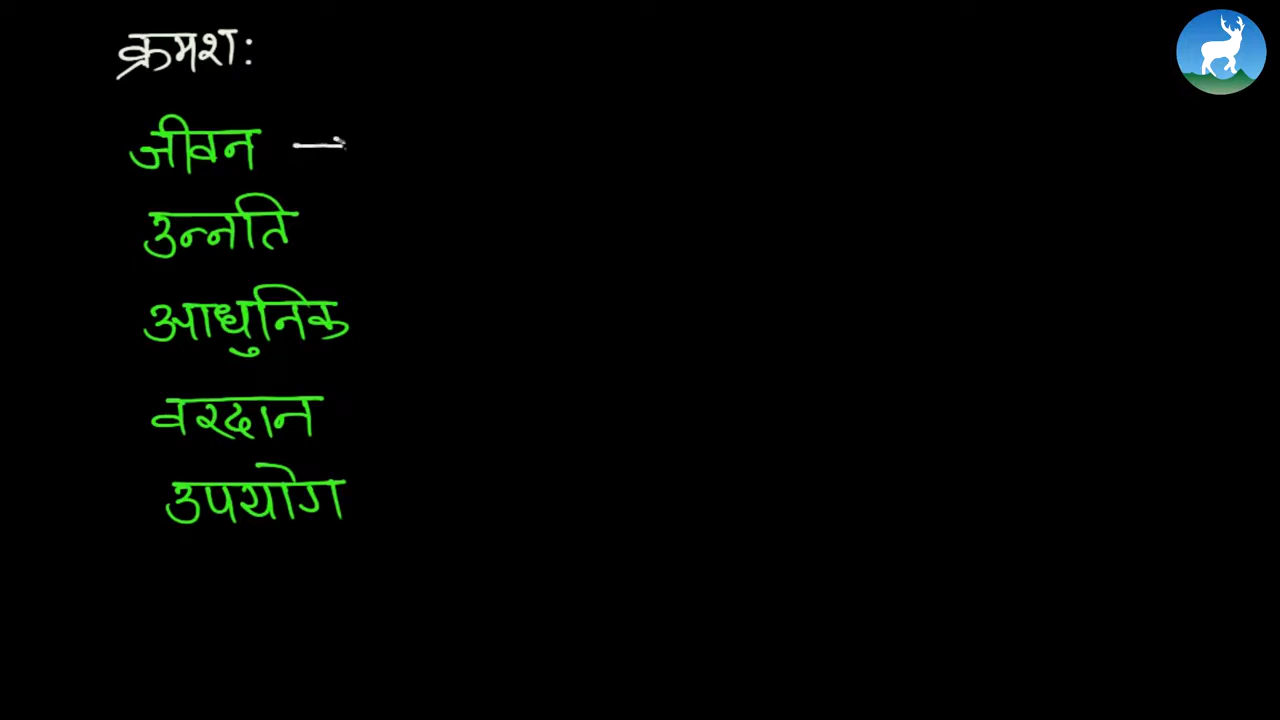 क्रमश:
जीवन —
उन्नति
आधुनिक
वरदान
उपयोग